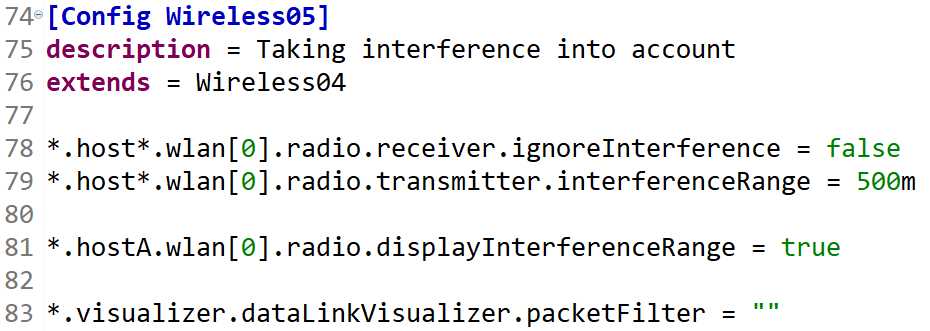 74 [Config Wireless05]
75 description = Taking interference into account
76 extends = Wireless04
77
78 *.host*.wlan[0].radio.receiver.ignoreInterference = false
79 *.host*.wlan[0].radio.transmitter.interferenceRange = 500m
80
81 *.hostA.wlan[0].radio.displayInterferenceRange = true
82
83 *.visualizer.dataLinkVisualizer.packetFilter = ""